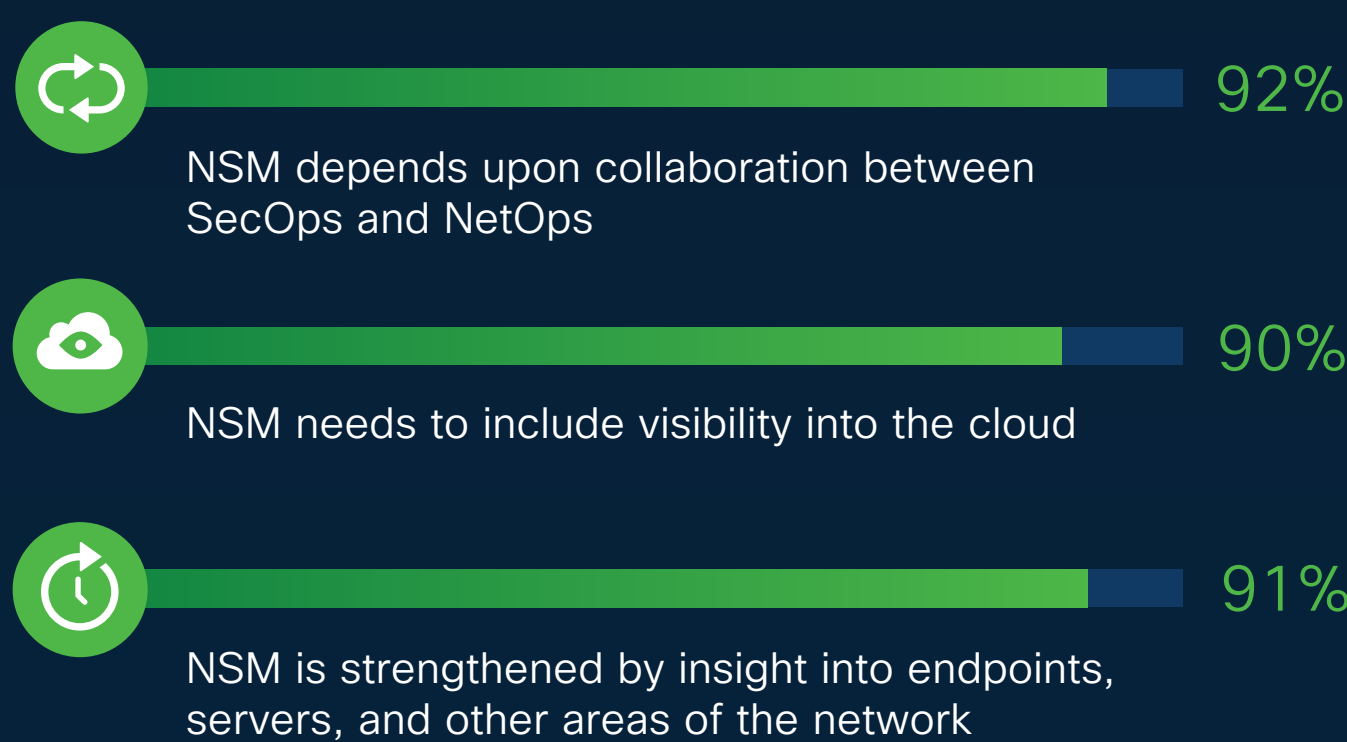 92%
NSM depends upon collaboration between
SecOps and NetOps
90%
NSM needs to include visibility into the cloud
91%
NSM is strengthened by insight into endpoints,
servers, and other areas of the network